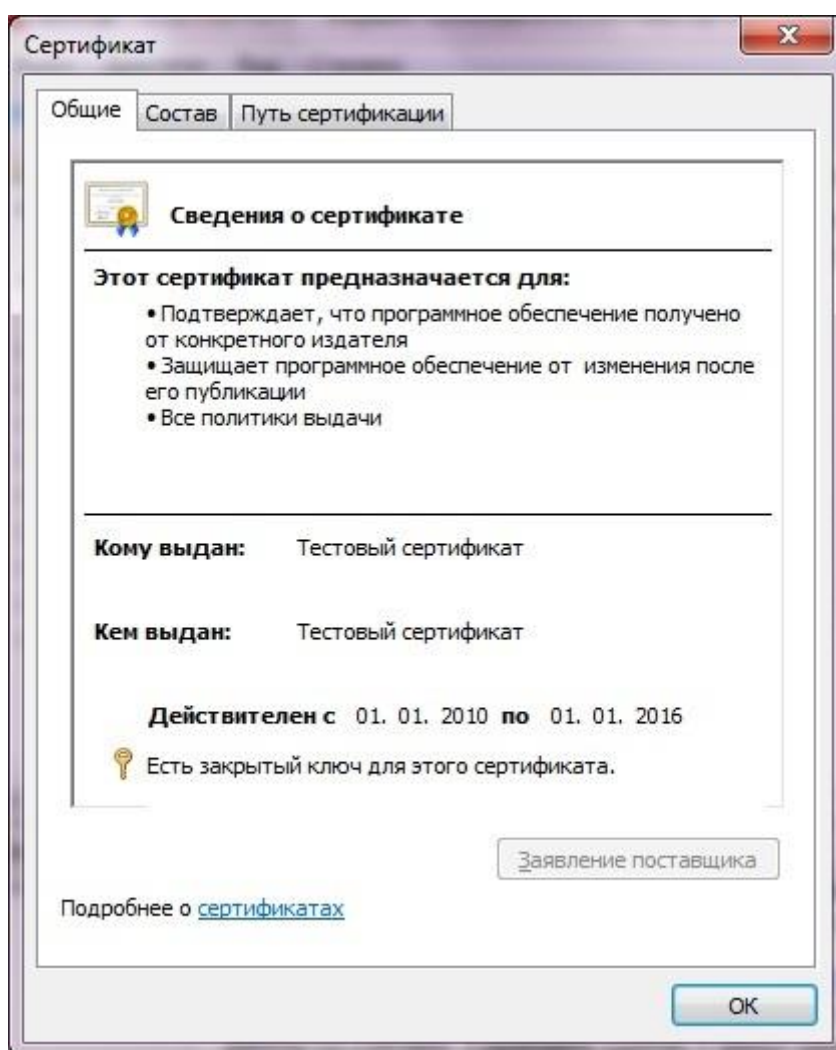 Сертификат
Общие Состав Путь сертификации
Сведения о сертификате
Этот сертификат предназначается для:
• Подтверждает, что программное обеспечение получено
от конкретного издателя
• Защищает программное обеспечение от изменения после
его публикации
• Все политики выдачи
Кому выдан: Тестовый сертификат
Кем выдан: Тестовый сертификат
Действителен с 01. 01. 2010 по 01. 01. 2016
Есть закрытый ключ для этого сертификата.
Заявление поставщика
Подробнее о сертификатах
ОК